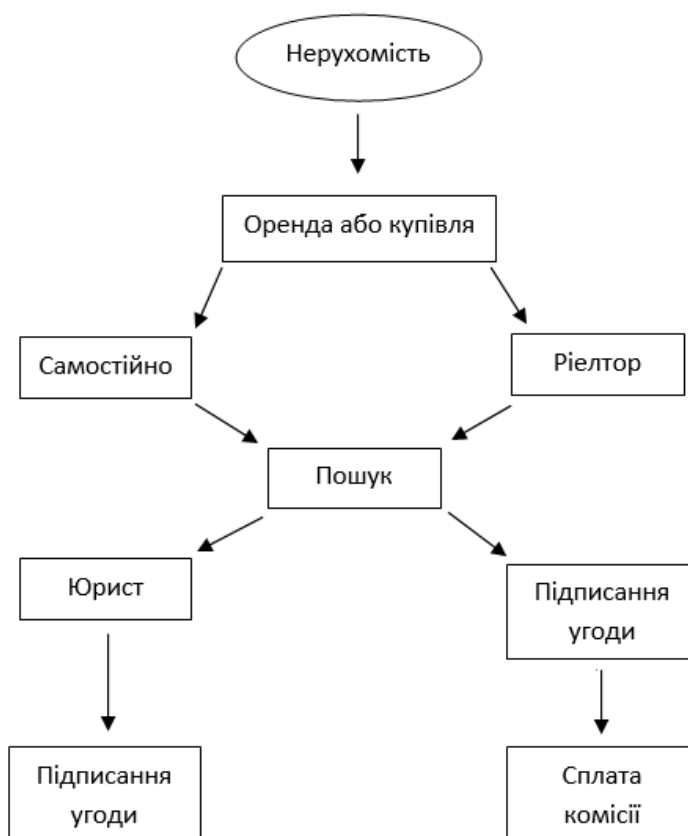 Нерухомість
Оренда або купівля
Самостійно
Ріелтор
Пошук
Юрист
Підписання
угоди
Підписання
угоди
Сплата
комісії